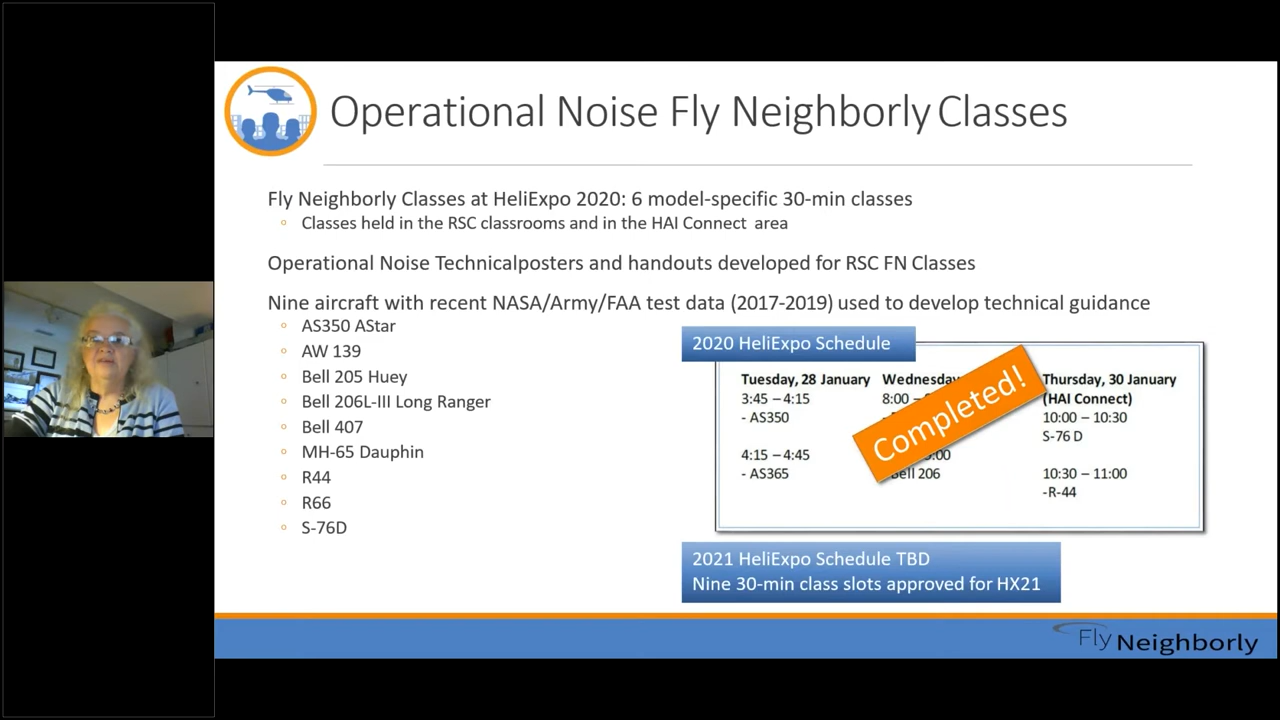 Operational Noise Fly Neighborly Classes
Fly Neighborly Classes at HeliExpo 2020: 6 model-specific 30-min classes
Classes held in the RSC classrooms and in the HAI Connect area
Operational Noise Technicalposters and handouts developed for RSC FN Classes
Nine aircraft with recent NASA/Army/FAA test data (2017-2019) used to develop technical guidance
AS350 AStar
AW 139
Bell 205 Huey
Bell 206L-III Long Ranger
Bell 407
MH-65 Dauphin
R44
R66
S-76D
2020 HeliExpo Schedule
Tuesday, 28 January
3:45 – 4:15
- AS350
4:15 – 4:45
- AS365
Wednesday
8:00 –
:00
Bell 206
Thursday, 30 January
(HAI Connect)
10:00 – 10:30
S-76 D
10:30 – 11:00
-R-44
Completed!
2021 HeliExpo Schedule TBD
Nine 30-min class slots approved for HX21
Fly Neighborly